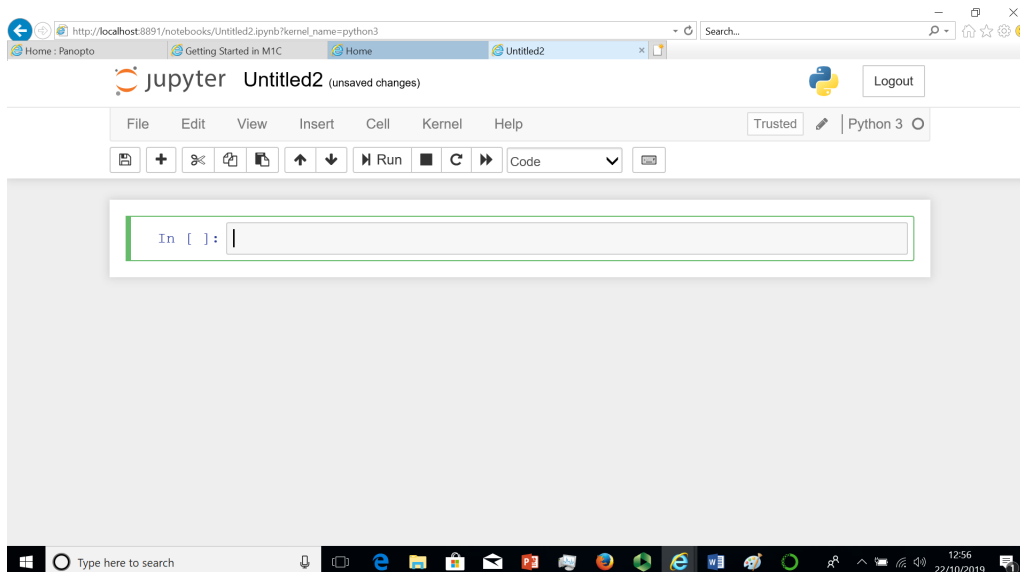 http://localhost:8891/notebooks/Untitled2.ipynb?kernel_name=python3 Search...
Home : Panopto Getting Started in M1C Home Untitled2
jupyter Untitled2 (unsaved changes) Logout
File Edit View Insert Cell Kernel Help Trusted Python 3
Run Code
In [ ]:
Type here to search 12:56
22/10/2019 1